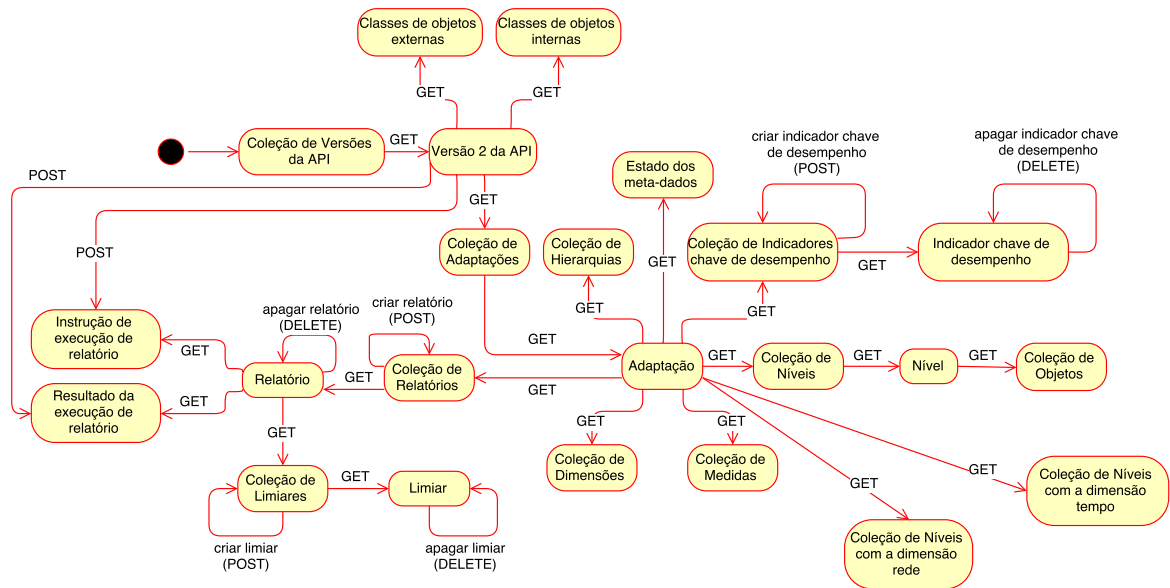 Classes de objetos
externas
Classes de objetos
internas
GET
GET
Coleção de Versões
da API
GET
Versão 2 da API
criar indicador chave
de desempenho
(POST)
apagar indicador chave
de desempenho
(DELETE)
POST
Estado dos
meta-dados
GET
POST
Coleção de
Adaptações
Coleção de
Hierarquias
GET
Coleção de Indicadores
chave de desempenho
GET
Indicador chave de
desempenho
GET
GET
Instrução de
execução de
relatório
GET
apagar relatório
(DELETE)
criar relatório
(POST)
GET
Relatório
GET
Coleção de
Relatórios
GET
Adaptação
GET
Coleção de
Níveis
GET
Nível
GET
Coleção de
Objetos
Resultado da
execução de
relatório
GET
GET
GET
GET
Coleção de
Dimensões
Coleção de
Medidas
Coleção de
Limiares
GET
Limiar
GET
GET
Coleção de Níveis
com a dimensão
tempo
Coleção de Níveis
com a dimensão
rede
criar limiar
(POST)
apagar limiar
(DELETE)